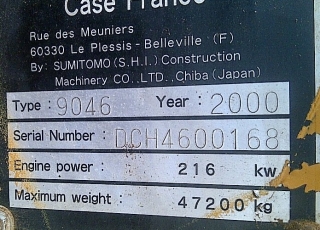 Case France
Rue des Meuniers
60330 Le Plessis - Belleville (F)
By: SUMITOMO (S.H.I.) Construction
Machinery CO.,LTD.,Chiba (Japan)
Type : 9046 Year : 2000
Serial Number : DCH4600168
Engine power : 216 kw
Maximum weight : 47200 kg